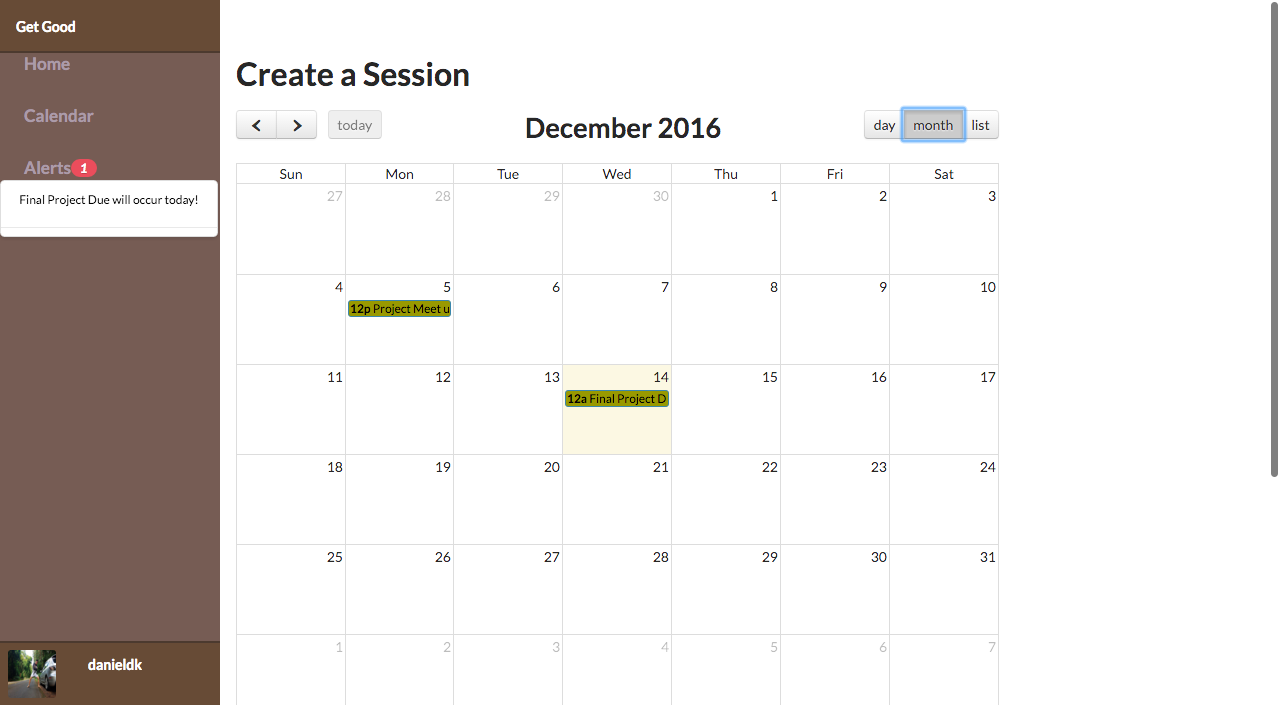 Get Good
Home
Calendar
Alerts 1
Final Project Due will occur today!
danieldk
Create a Session
today
December 2016
day month list
Sun Mon Tue Wed Thu Fri Sat
27 28 29 30 1 2 3
4 5 6 7 8 9 10
12p Project Meet u
11 12 13 14 15 16 17
12a Final Project D
18 19 20 21 22 23 24
25 26 27 28 29 30 31
1 2 3 4 5 6 7